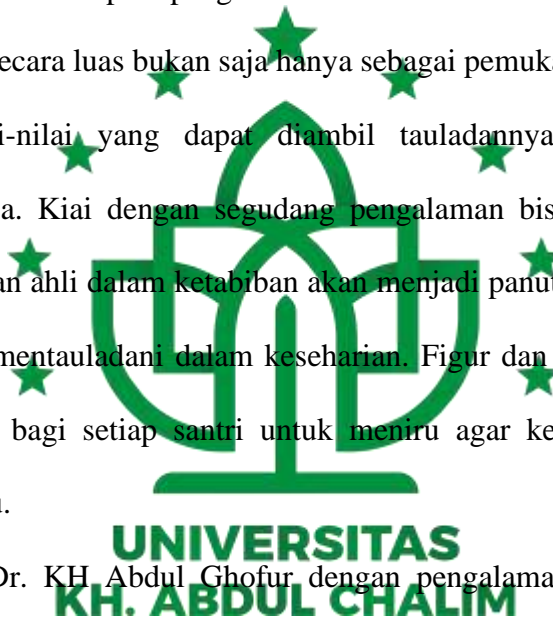 ecara luas bukan saja hanya sebagai pemuka
i-nilai yang dapat diambil tauladannya
a. Kiai dengan segudang pengalaman bis
an ahli dalam ketabiban akan menjadi panut
mentauladani dalam keseharian. Figur dan
bagi setiap santri untuk meniru agar ke
UNIVERSITAS
Dr. KH Abdul Ghofur dengan pengalama
KH. ABDUL CHALIM